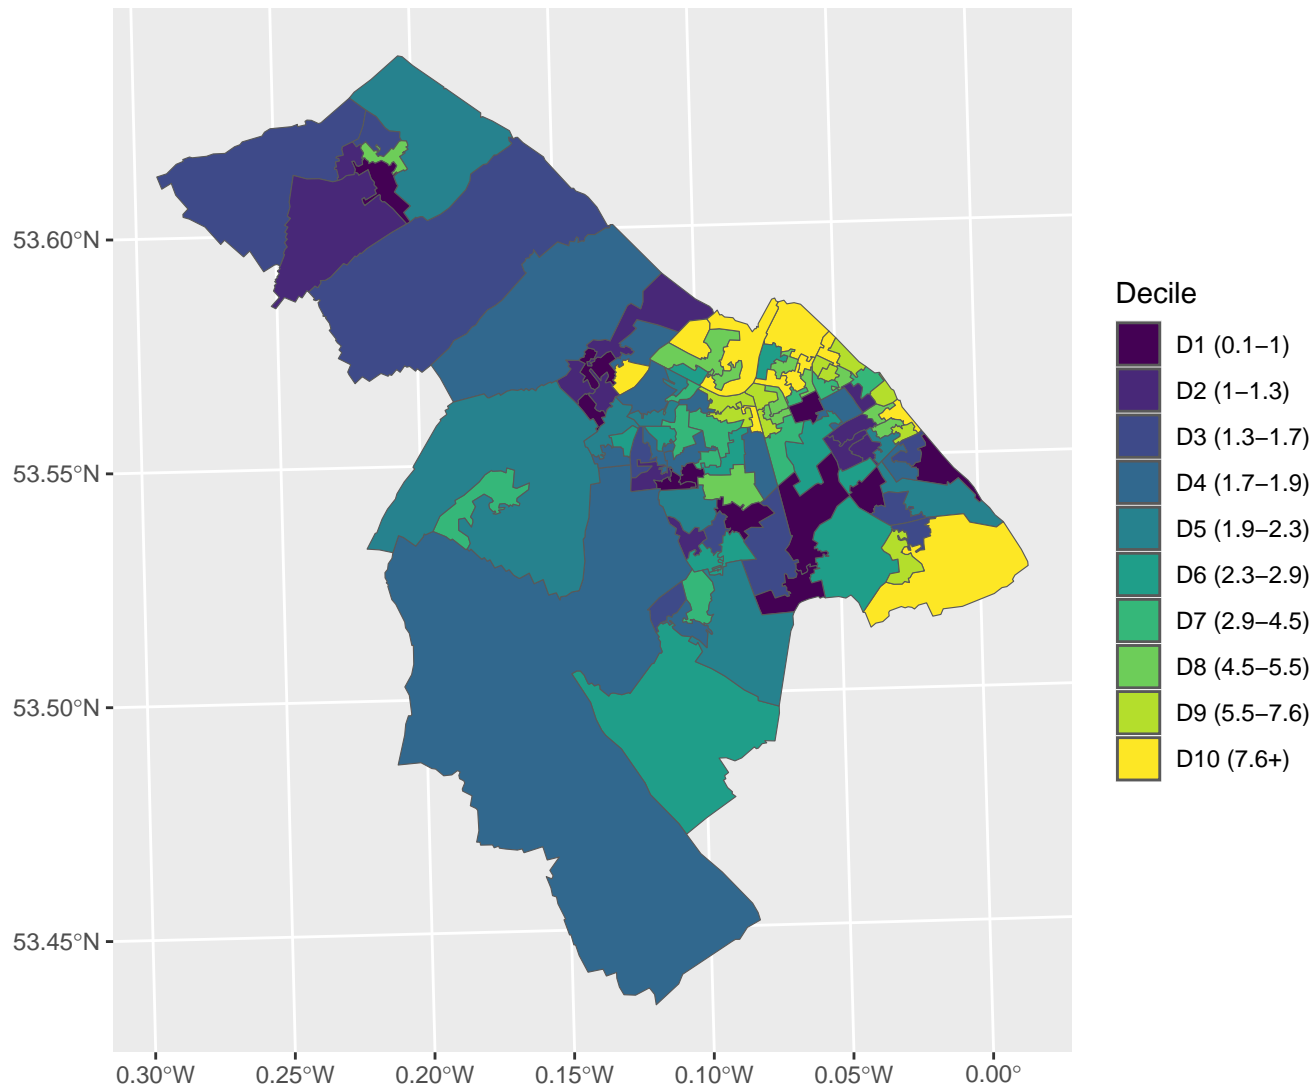 53.60°N
53.55°N
53.50°N
53.45°N
0.30°W
0.25°W
0.20°W
0.15°W
0.10°W
0.05°W
0.00°
Decile
D1 (0.1−1)
D2 (1−1.3)
D3 (1.3−1.7)
D4 (1.7−1.9)
D5 (1.9−2.3)
D6 (2.3−2.9)
D7 (2.9−4.5)
D8 (4.5−5.5)
D9 (5.5−7.6)
D10 (7.6+)